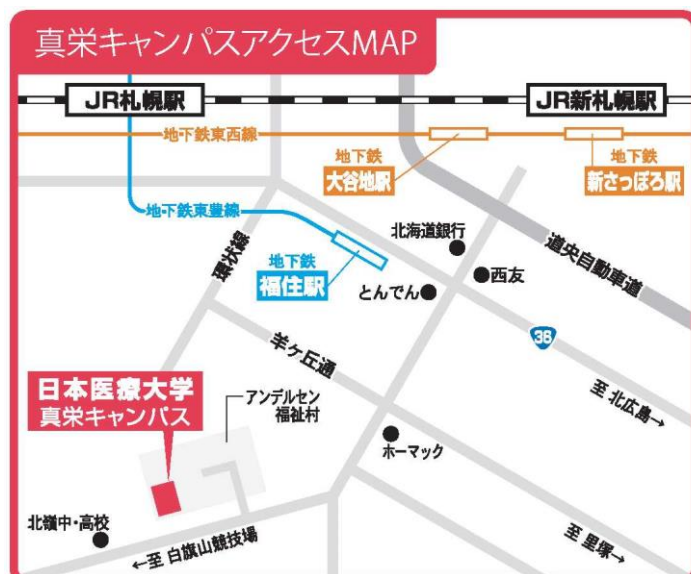 真栄キャンパスアクセスMAP
JR札幌駅
JR新札幌駅
地下鉄東西線
地下鉄
大谷地駅
地下鉄
新さっぽろ駅
地下鉄東豊線
環状線
地下鉄
福住駅
北海道銀行
西友
とんでん
道央自動車道
36
羊ヶ丘通
至 北広島→
日本医療大学
真栄キャンパス
アンデルセン
福祉村
ホーマック
北嶺中・高校
←至 白旗山競技場
至 里塚→